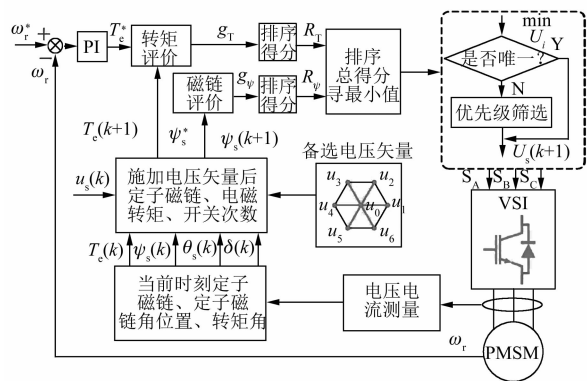 ω_r^*
+
−
ω_r
PI
T_e^*
转矩
评价
g_T
排序
得分
R_T
磁链
评价
g_ψ
排序
得分
R_ψ
排序
总得分
寻最小值
min
U_i
Y
是否唯一?
N
优先级筛选
U_s(k+1)
T_e(k+1)
ψ_s^*
ψ_s(k+1)
u_s(k)
施加电压矢量后
定子磁链、电磁
转矩、开关次数
备选电压矢量
u_3
u_2
u_4
u_0
u_1
u_5
u_6
S_A
S_B
S_C
VSI
T_e(k)
ψ_s(k)
θ_s(k)
δ(k)
当前时刻定子
磁链、定子磁
链角位置、转矩角
电压电
流测量
ω_r
PMSM